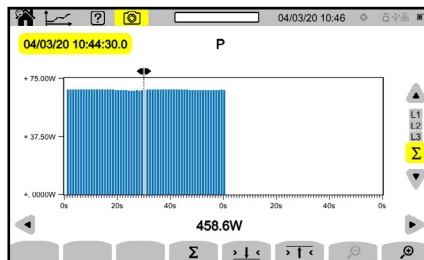 ?
04/03/20 10:46
04/03/20 10:44:30.0
P
+ 75.00W
+ 37.50W
+ .0000W
L1
L2
L3
Σ
0s 20s 40s 0s 20s 40s 0s
458.6W
Σ